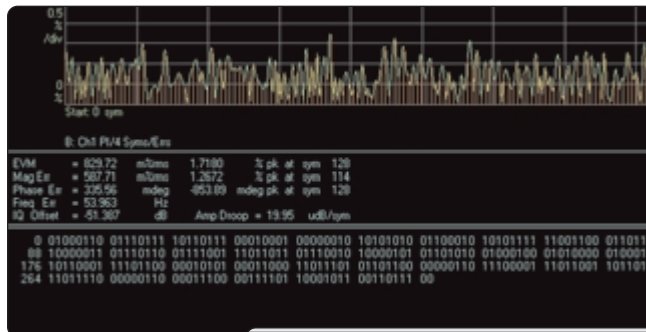 0.5
%
/div
0
%
Start: 0 sym
B: Ch1 PI/4 Syms/Errs
EVM = 829.72 m%rms 1.7180 % pk at sym 128
Mag Err = 587.71 m%rms 1.2672 % pk at sym 114
Phase Err = 335.56 mdeg -853.89 mdeg pk at sym 128
Freq Err = 53.963 Hz
IQ Offset = -51.387 dB Amp Droop = 19.95 udB/sym
0 01000110 01110111 10110111 00010001 00000010 10101010 01100010 10101111 11001100 011011
88 10000011 01110110 01110001 11011011 01110010 10000101 01101010 01000100 01010000 01000
176 10110001 11101100 00010101 00011000 11011101 01101100 00000110 11100001 11011001 101101
264 11011110 00000110 00011100 00111101 10001011 00110111 00